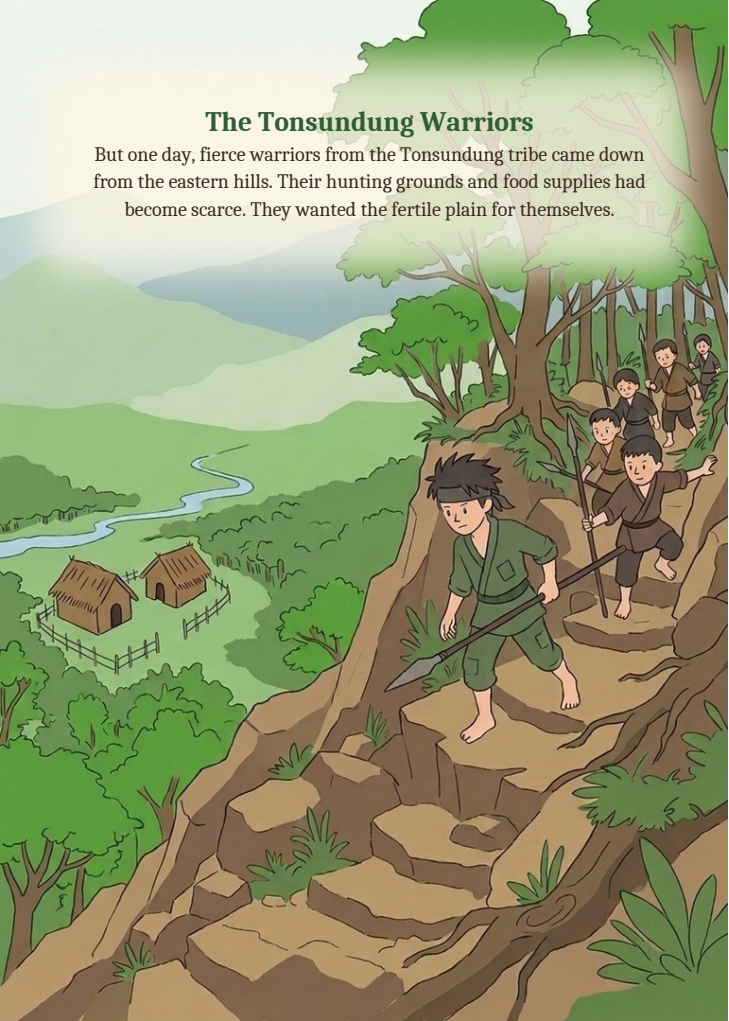 The Tonsundung Warriors
But one day, fierce warriors from the Tonsundung tribe came down
from the eastern hills. Their hunting grounds and food supplies had
become scarce. They wanted the fertile plain for themselves.